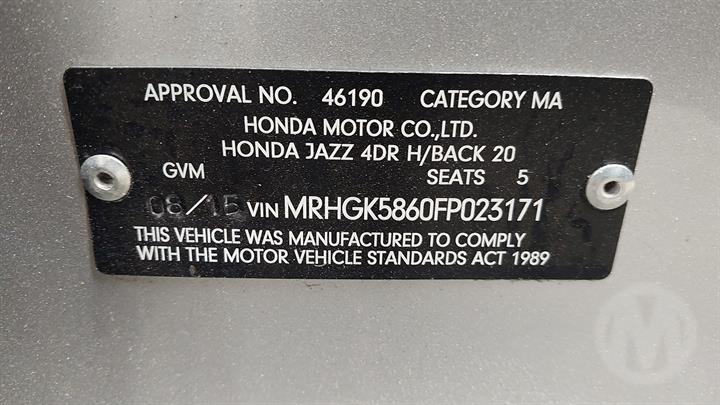 APPROVAL NO. 46190 CATEGORY MA
HONDA MOTOR CO.,LTD.
HONDA JAZZ 4DR H/BACK 20
GVM SEATS 5
08/15 VIN MRHGK5860FP023171
THIS VEHICLE WAS MANUFACTURED TO COMPLY
WITH THE MOTOR VEHICLE STANDARDS ACT 1989
M